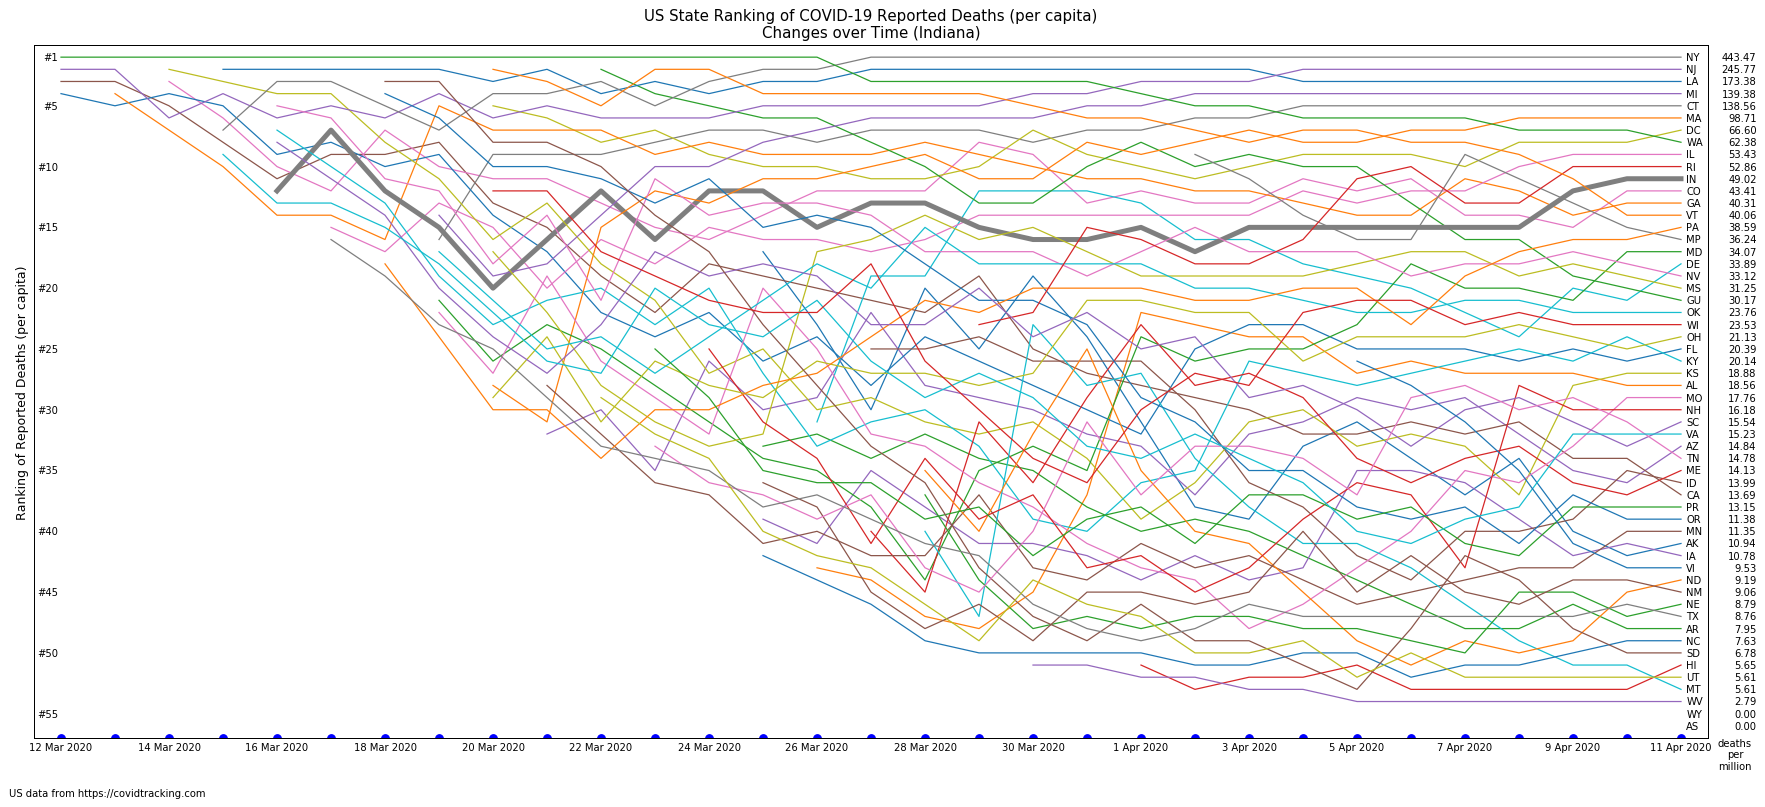 US State Ranking of COVID-19 Reported Deaths (per capita)
Changes over Time (Indiana)
Ranking of Reported Deaths (per capita)
#1
#5
#10
#15
#20
#25
#30
#35
#40
#45
#50
#55
NY 443.47
NJ 245.77
LA 173.38
MI 139.38
CT 138.56
MA 98.71
DC 66.60
WA 62.38
IL 53.43
RI 52.86
IN 49.02
CO 43.41
GA 40.31
VT 40.06
PA 38.59
MP 36.24
MD 34.07
DE 33.89
NV 33.12
MS 31.25
GU 30.17
OK 23.76
WI 23.53
OH 21.13
FL 20.39
KY 20.14
KS 18.88
AL 18.56
MO 17.76
NH 16.18
SC 15.54
VA 15.23
AZ 14.84
TN 14.78
ME 14.13
ID 13.99
CA 13.69
PR 13.15
OR 11.38
MN 11.35
AK 10.94
IA 10.78
VI 9.53
ND 9.19
NM 9.06
NE 8.79
TX 8.76
AR 7.95
NC 7.63
SD 6.78
HI 5.65
UT 5.61
MT 5.61
WV 2.79
WY 0.00
AS 0.00
12 Mar 2020 14 Mar 2020 16 Mar 2020 18 Mar 2020 20 Mar 2020 22 Mar 2020 24 Mar 2020 26 Mar 2020 28 Mar 2020 30 Mar 2020 1 Apr 2020 3 Apr 2020 5 Apr 2020 7 Apr 2020 9 Apr 2020 11 Apr 2020
deaths
per
million
US data from https://covidtracking.com